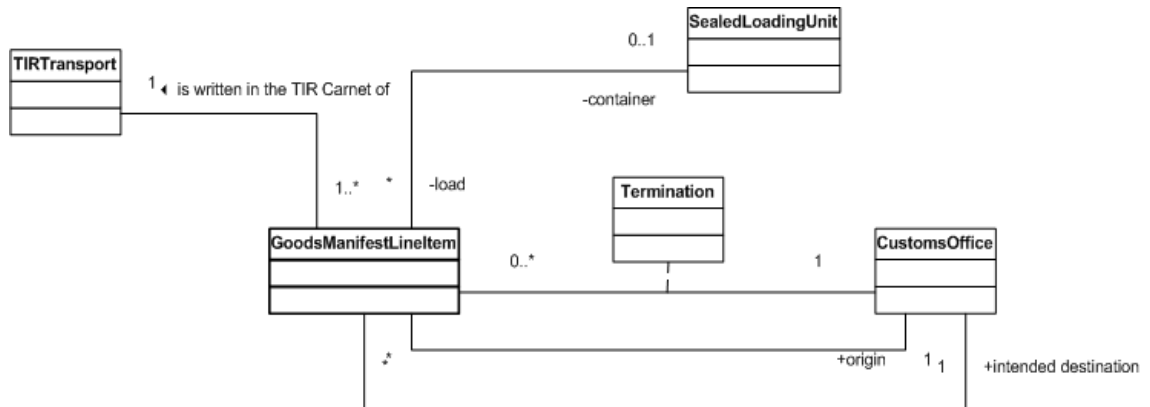 SealedLoadingUnit
0..1
TIRTransport
1 ◄ is written in the TIR Carnet of
-container
1..* * -load
Termination
GoodsManifestLineItem
CustomsOffice
0..* 1
* *
+origin 1 1 +intended destination